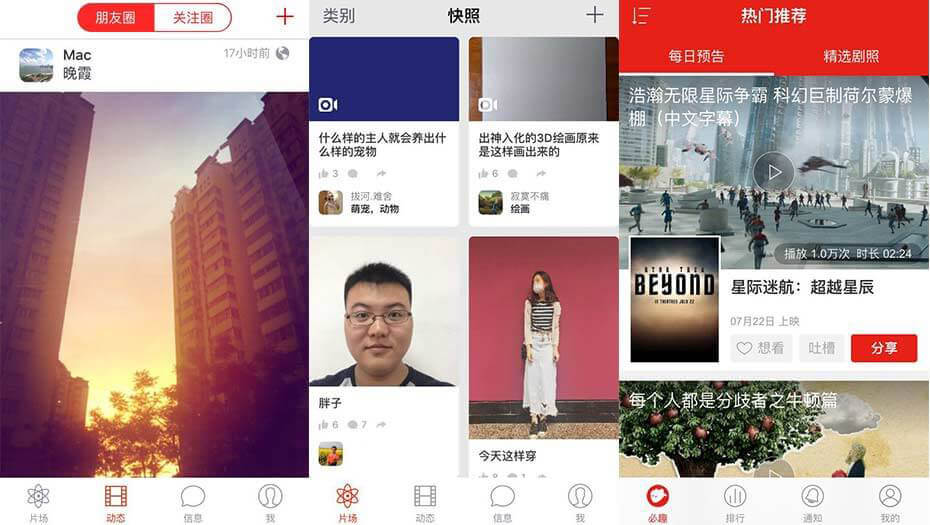 朋友圈
关注圈
Mac
17小时前
晚霞
片场
动态
信息
我
类别
快照
什么样的主人就会养出什
么样的宠物
3
拔河.难舍
萌宠，动物
出神入化的3D绘画原来
是这样画出来的
6
寂寞不痛
绘画
胖子
6
7
今天这样穿
片场
动态
信息
我
热门推荐
每日预告
精选剧照
浩瀚无限星际争霸 科幻巨制荷尔蒙爆
棚（中文字幕）
播放 1.0万次 时长 02:24
STAR TREK
BEYOND
IN THEATRES JULY 22
星际迷航：超越星辰
07月22日 上映
想看
吐槽
分享
每个人都是分歧者之牛顿篇
必趣
排行
通知
我的